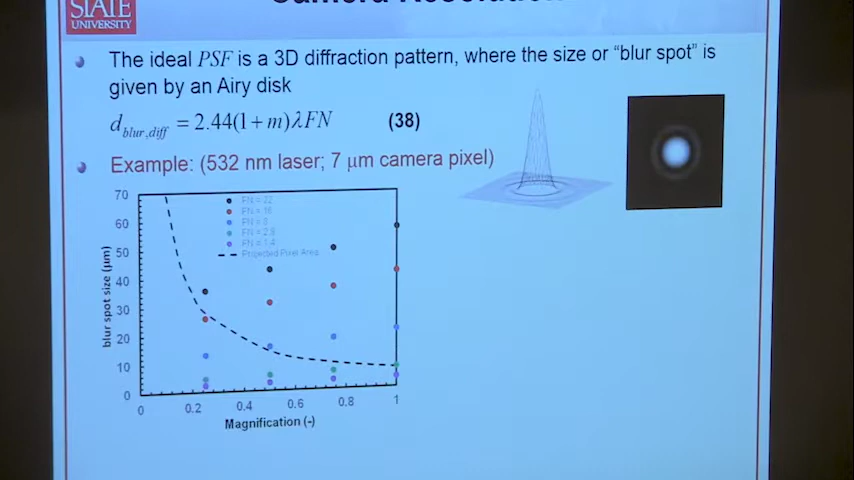 STATE
UNIVERSITY
The ideal PSF is a 3D diffraction pattern, where the size or “blur spot” is
given by an Airy disk
d_blur,diff = 2.44(1+m)λFN (38)
Example: (532 nm laser; 7 μm camera pixel)
70
60
50
40
30
20
10
0
blur spot size (μm)
FN = 22
FN = 16
FN = 8
FN = 2.8
FN = 1.4
Projected Pixel Area
0 0.2 0.4 0.6 0.8 1
Magnification (-)